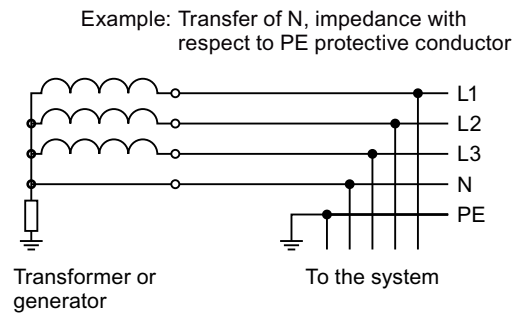 Example: Transfer of N, impedance with
respect to PE protective conductor
L1
L2
L3
N
PE
Transformer or
generator
To the system